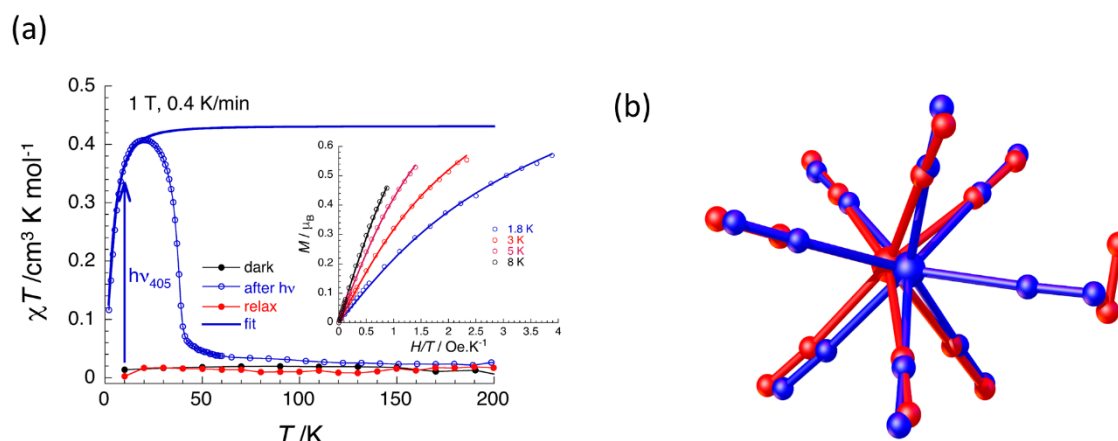 (a)
χT /cm³ K mol⁻¹
0.5
0.4
0.3
0.2
0.1
0
1 T, 0.4 K/min
hν₄₀₅
dark
after hν
relax
fit
0 50 100 150 200
T / K
M / μ_B
0.6
0.5
0.4
0.3
0.2
0.1
0.0
1.8 K
3 K
5 K
8 K
0 0.5 1 1.5 2 2.5 3 3.5 4
H/T / Oe.K⁻¹
(b)